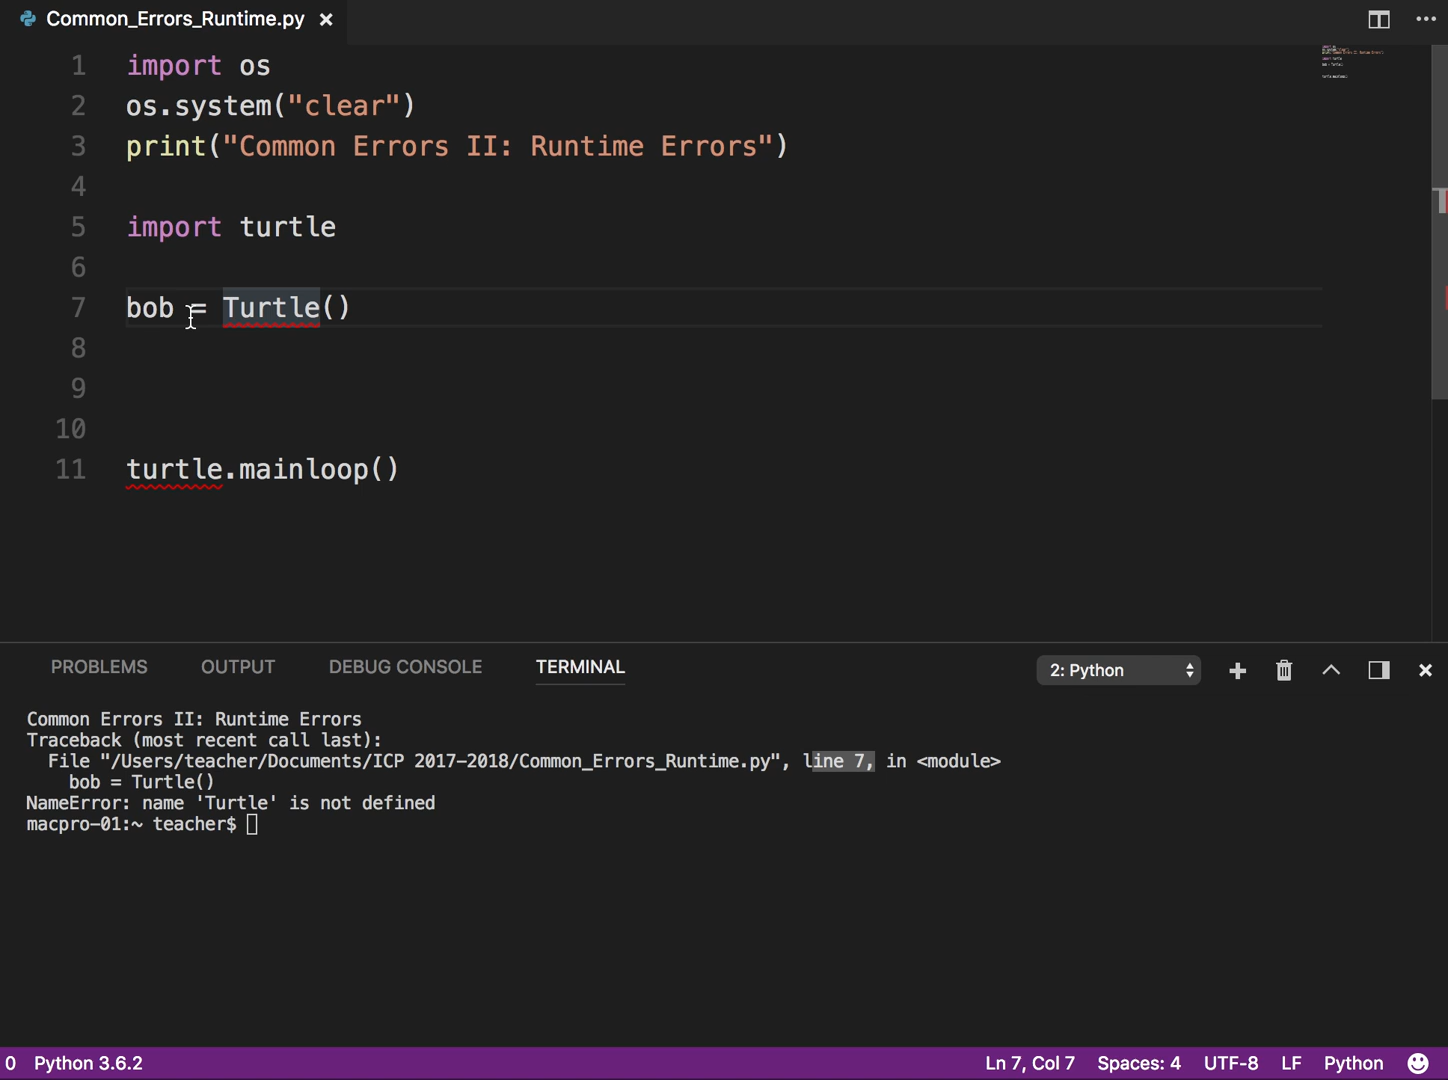 Common_Errors_Runtime.py
1 import os
2 os.system("clear")
3 print("Common Errors II: Runtime Errors")
4
5 import turtle
6
7 bob = Turtle()
8
9
10
11 turtle.mainloop()
PROBLEMS OUTPUT DEBUG CONSOLE TERMINAL 2: Python
Common Errors II: Runtime Errors
Traceback (most recent call last):
  File "/Users/teacher/Documents/ICP 2017-2018/Common_Errors_Runtime.py", line 7, in <module>
    bob = Turtle()
NameError: name 'Turtle' is not defined
macpro-01:~ teacher$
0 Python 3.6.2 Ln 7, Col 7 Spaces: 4 UTF-8 LF Python